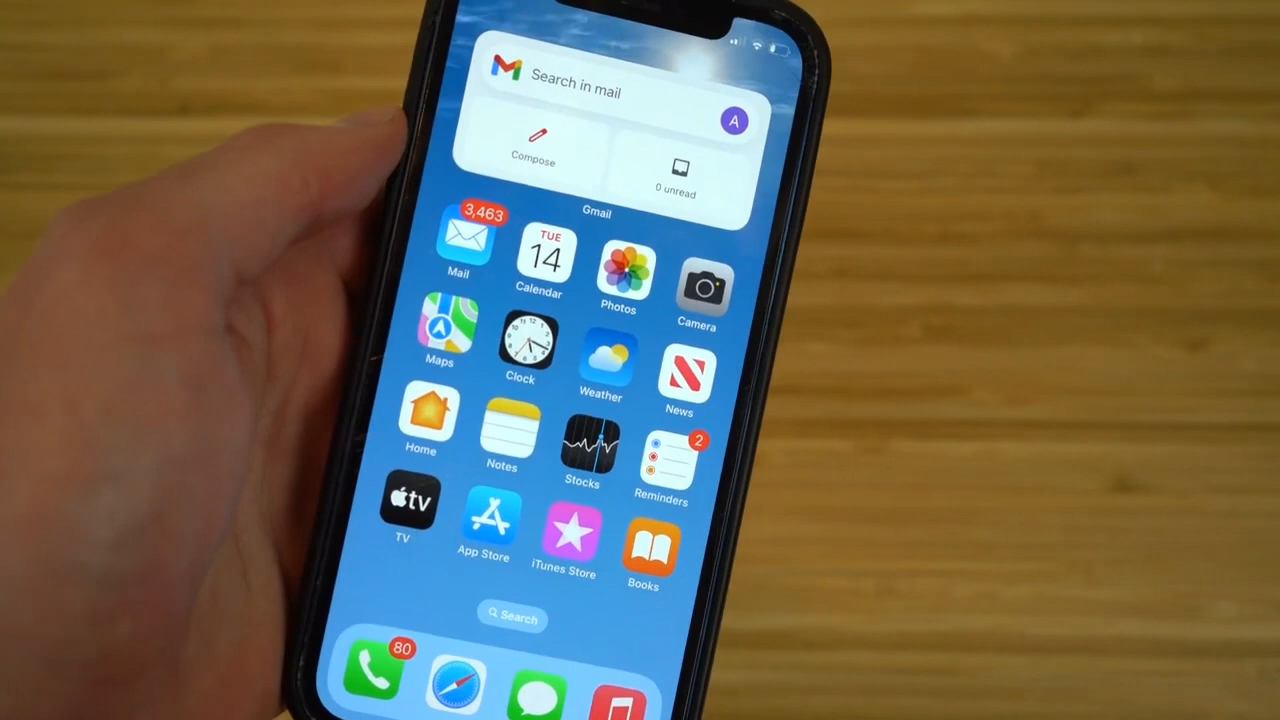 Search in mail
A
Compose
0 unread
Gmail
3,463
TUE
14
Mail
Calendar
Photos
Camera
Maps
Clock
Weather
News
2
Home
Notes
Stocks
Reminders
tv
TV
App Store
iTunes Store
Books
Search
80